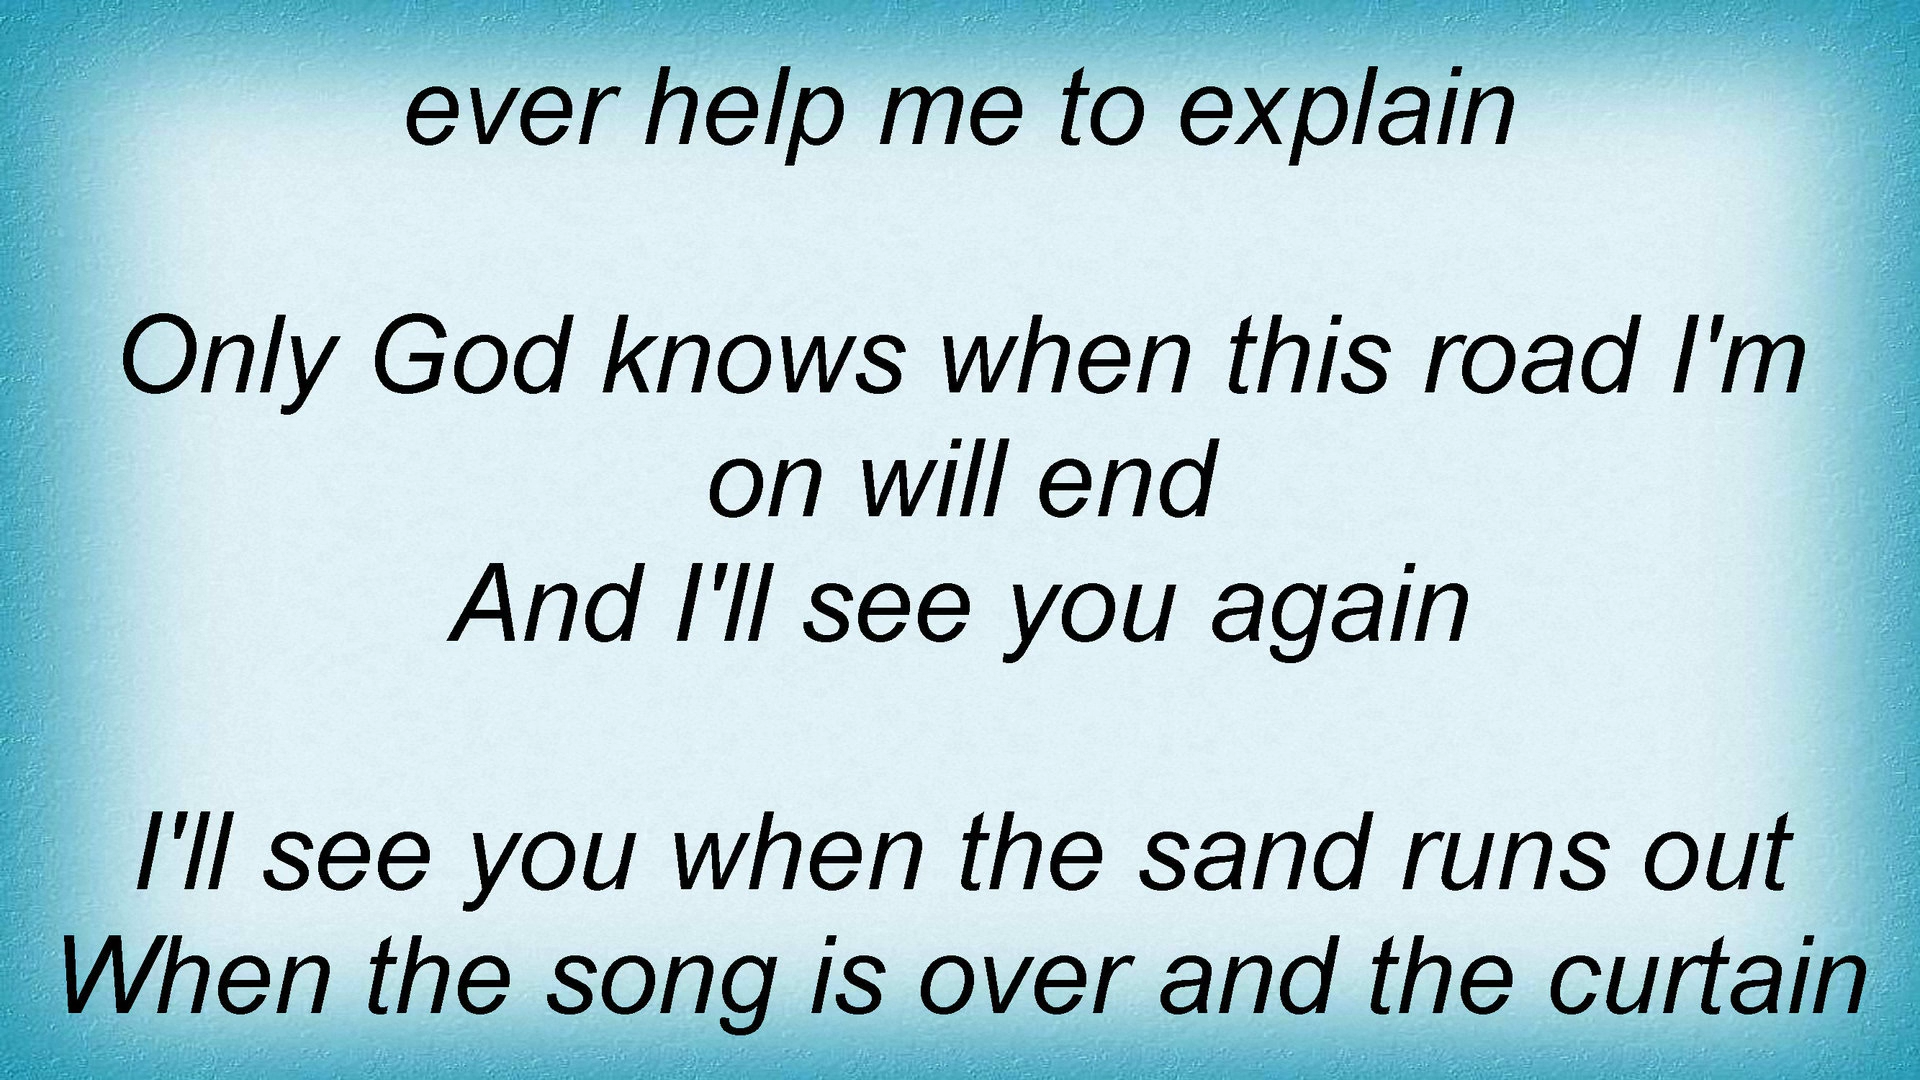 ever help me to explain
Only God knows when this road I'm
on will end
And I'll see you again
I'll see you when the sand runs out
When the song is over and the curtain